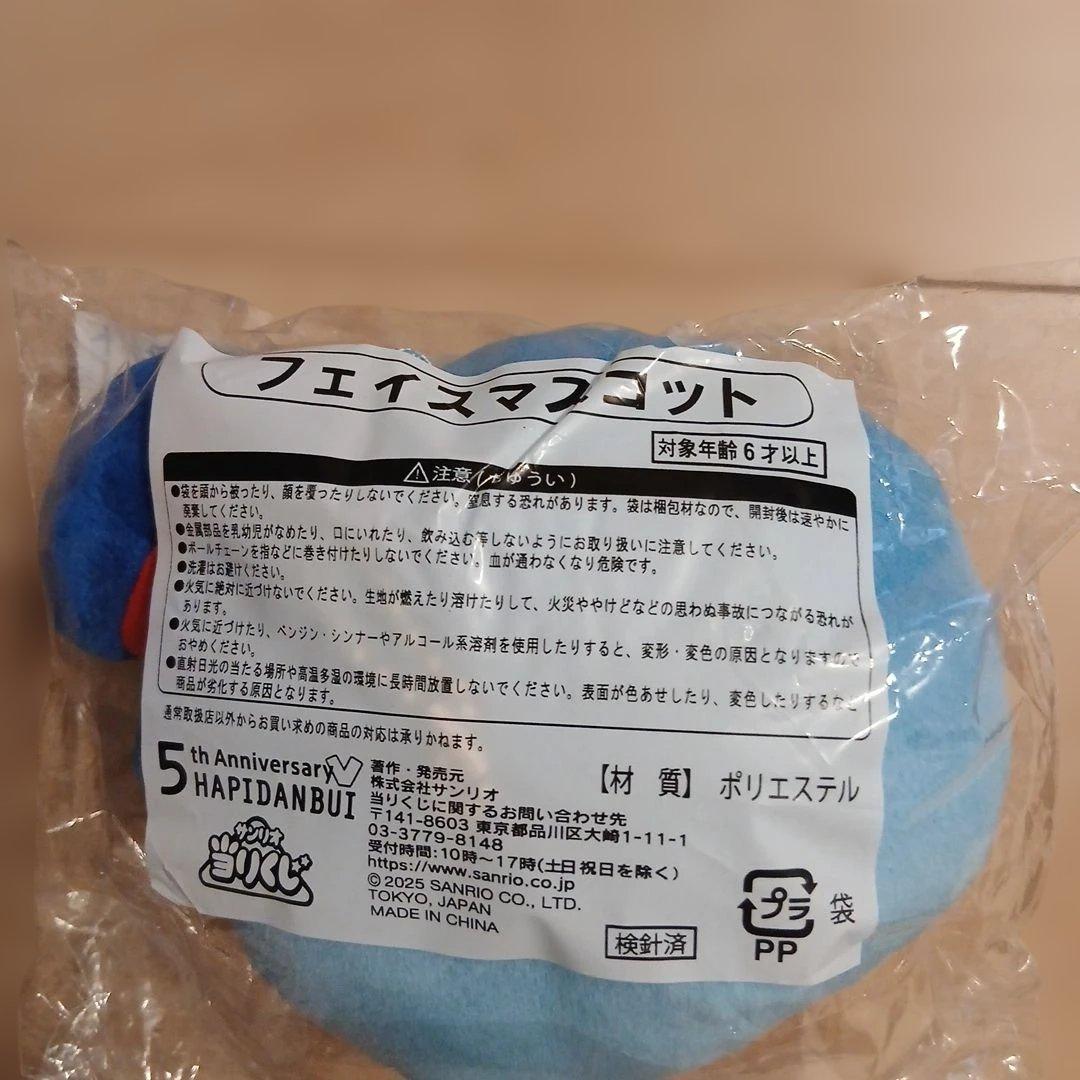 フェイスマスコット
対象年齢6才以上
⚠注意(ちゅうい)
●袋を頭から被ったり、顔を覆ったりしないでください。窒息する恐れがあります。袋は梱包材なので、開封後は速やかに
廃棄してください。
●金属部品を乳幼児がなめたり、口にいれたり、飲み込む等しないようにお取り扱いに注意してください。
●ボールチェーンを指などに巻き付けたりしないでください。血が通わなくなり危険です。
●洗濯はお避けください。
●火気に絶対に近づけないでください。生地が燃えたり溶けたりして、火災ややけどなどの思わぬ事故につながる恐れが
あります。
●火気に近づけたり、ベンジン・シンナーやアルコール系溶剤を使用したりすると、変形・変色の原因となりますので
おやめください。
●直射日光の当たる場所や高温多湿の環境に長時間放置しないでください。表面が色あせしたり、変色したりするなど
商品が劣化する原因となります。
通常取扱店以外からお買い求めの商品の対応は承りかねます。
5th Anniversary
HAPIDANBUI
サンリオ
当りくじ
著作・発売元
株式会社サンリオ
当りくじに関するお問い合わせ先
〒141-8603 東京都品川区大崎1-11-1
03-3779-8148
受付時間:10時～17時(土日祝日を除く)
https://www.sanrio.co.jp
© 2025 SANRIO CO., LTD.
TOKYO, JAPAN
MADE IN CHINA
【材 質】 ポリエステル
検針済
プラ
PP
袋